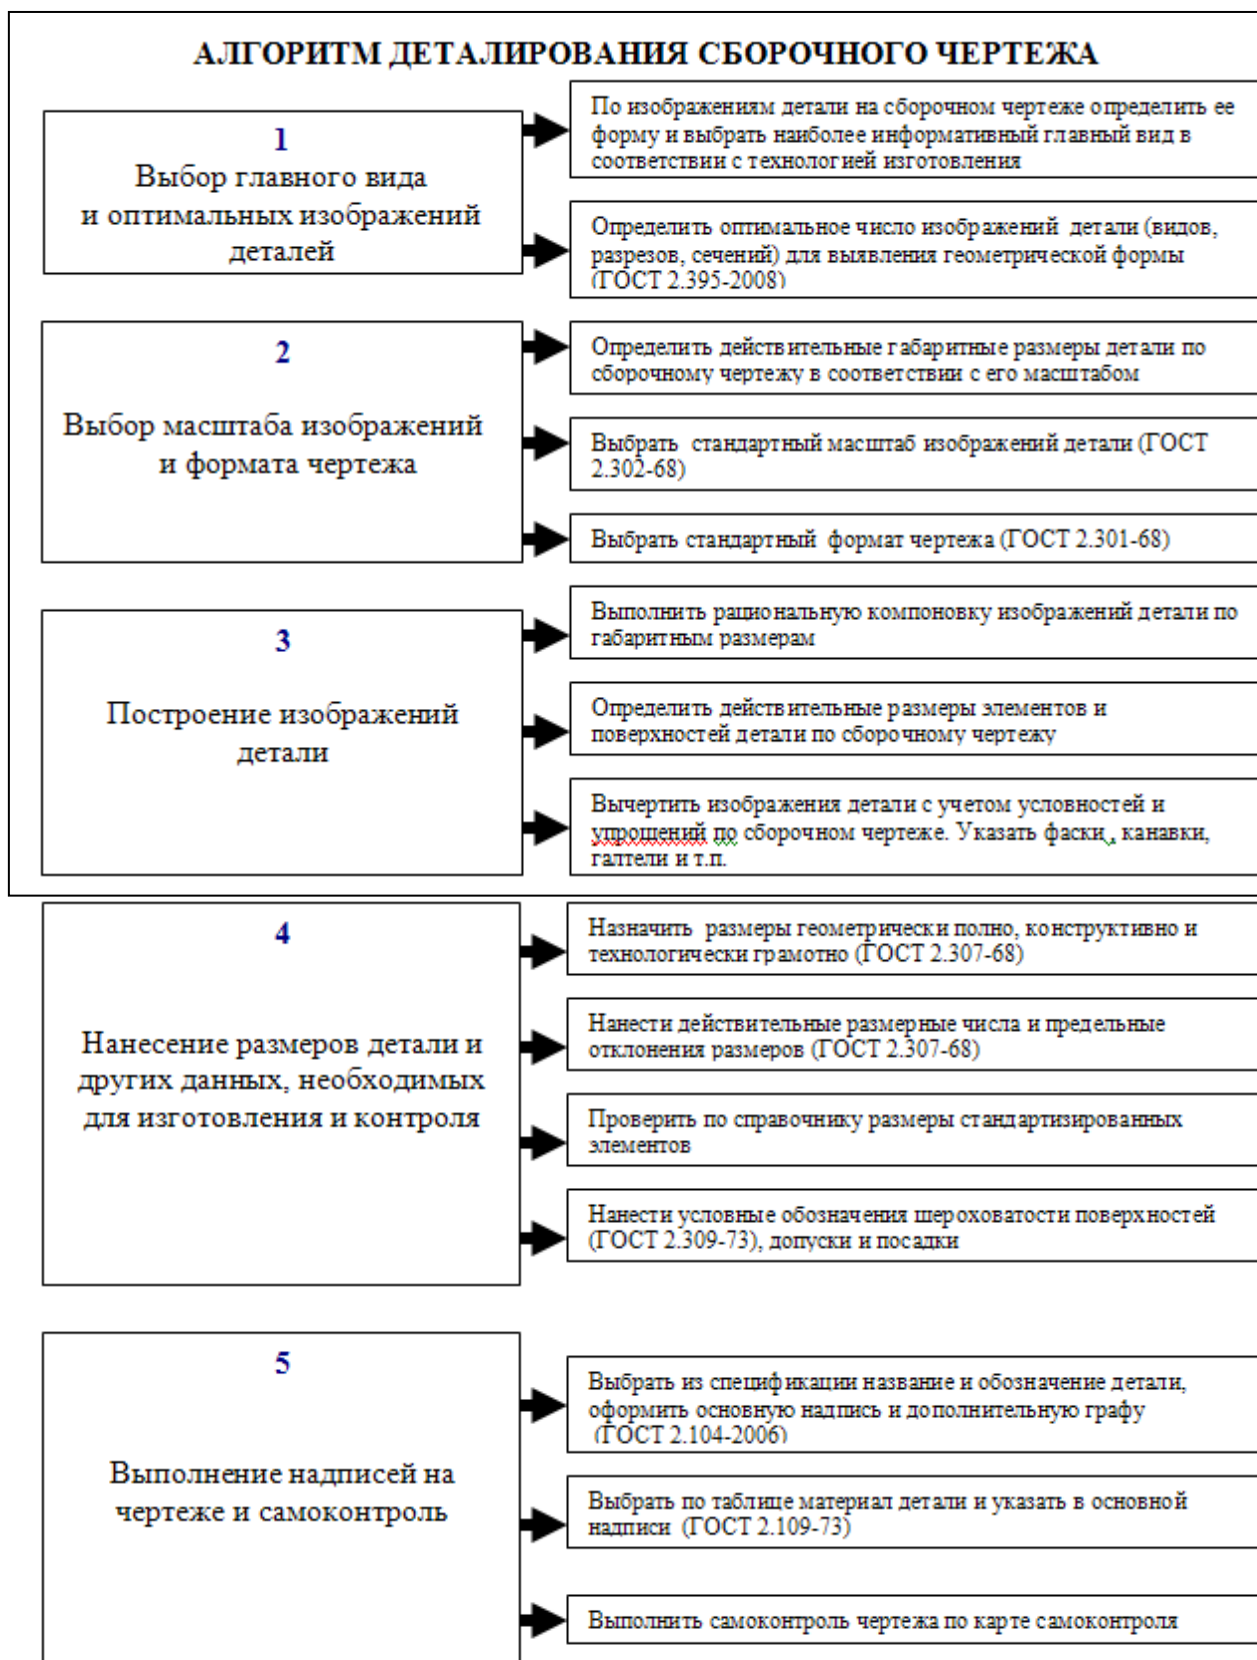 АЛГОРИТМ ДЕТАЛИРОВАНИЯ СБОРОЧНОГО ЧЕРТЕЖА
1
Выбор главного вида
и оптимальных изображений
деталей
По изображениям детали на сборочном чертеже определить ее
форму и выбрать наиболее информативный главный вид в
соответствии с технологией изготовления
Определить оптимальное число изображений детали (видов,
разрезов, сечений) для выявления геометрической формы
(ГОСТ 2.395-2008)
2
Выбор масштаба изображений
и формата чертежа
Определить действительные габаритные размеры детали по
сборочному чертежу в соответствии с его масштабом
Выбрать стандартный масштаб изображений детали (ГОСТ
2.302-68)
Выбрать стандартный формат чертежа (ГОСТ 2.301-68)
3
Построение изображений
детали
Выполнить рациональную компоновку изображений детали по
габаритным размерам
Определить действительные размеры элементов и
поверхностей детали по сборочному чертежу
Вычертить изображения детали с учетом условностей и
упрощений по сборочном чертеже. Указать фаски , канавки,
галтели и т.п.
4
Нанесение размеров детали и
других данных, необходимых
для изготовления и контроля
Назначить размеры геометрически полно, конструктивно и
технологически грамотно (ГОСТ 2.307-68)
Нанести действительные размерные числа и предельные
отклонения размеров (ГОСТ 2.307-68)
Проверить по справочнику размеры стандартизированных
элементов
Нанести условные обозначения шероховатости поверхностей
(ГОСТ 2.309-73), допуски и посадки
5
Выполнение надписей на
чертеже и самоконтроль
Выбрать из спецификации название и обозначение детали,
оформить основную надпись и дополнительную графу
(ГОСТ 2.104-2006)
Выбрать по таблице материал детали и указать в основной
надписи (ГОСТ 2.109-73)
Выполнить самоконтроль чертежа по карте самоконтроля